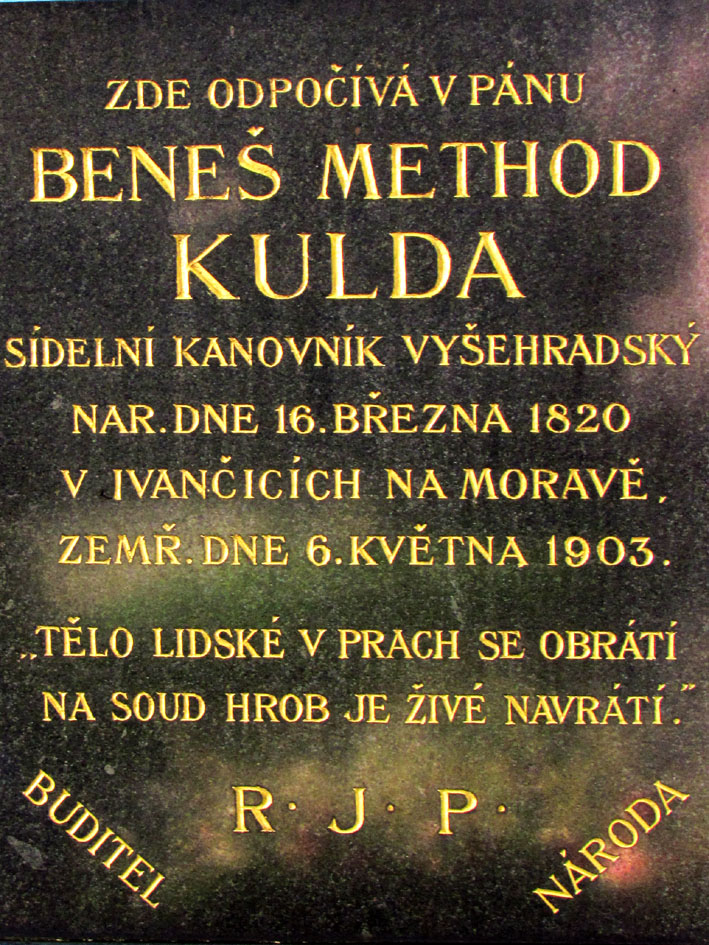 ZDE ODPOČÍVÁ V PÁNU
BENEŠ METHOD
KULDA
SÍDELNÍ KANOVNÍK VYŠEHRADSKÝ
NAR. DNE 16. BŘEZNA 1820
V IVANČICÍCH NA MORAVĚ,
ZEMŘ. DNE 6. KVĚTNA 1903.
„TĚLO LIDSKÉ V PRACH SE OBRÁTÍ
NA SOUD HROB JE ŽIVÉ NAVRÁTÍ."
R. J. P.
BUDITEL NÁRODA